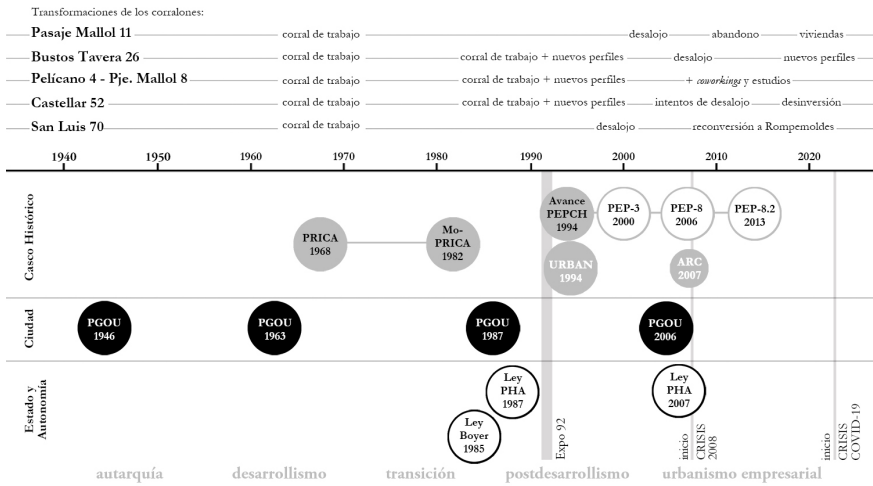 Transformaciones de los corralones:
Pasaje Mallol 11 corral de trabajo desalojo abandono viviendas
Bustos Tavera 26 corral de trabajo corral de trabajo + nuevos perfiles desalojo nuevos perfiles
Pelícano 4 - Pje. Mallol 8 corral de trabajo corral de trabajo + nuevos perfiles + coworkings y estudios
Castellar 52 corral de trabajo corral de trabajo + nuevos perfiles intentos de desalojo desinversión
San Luis 70 corral de trabajo desalojo reconversión a Rompemoldes
1940 1950 1960 1970 1980 1990 2000 2010 2020
Casco Histórico
PRICA
1968
Mo-
PRICA
1982
Avance
PEPCH
1994
PEP-3
2000
PEP-8
2006
PEP-8.2
2013
URBAN
1994
ARC
2007
Ciudad
PGOU
1946
PGOU
1963
PGOU
1987
PGOU
2006
Estado y
Autonomía
Ley
PHA
1987
Ley
Boyer
1985
Ley
PHA
2007
Expo 92
inicio
CRISIS
2008
inicio
CRISIS
COVID-19
autarquía desarrollismo transición postdesarrollismo urbanismo empresarial